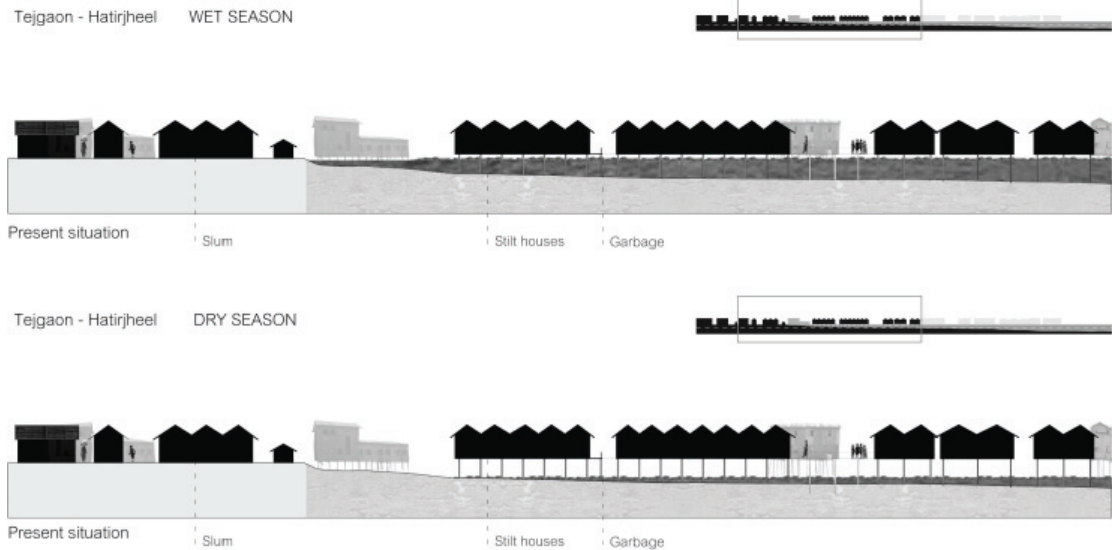 Tejgaon - Hatirjheel WET SEASON
Present situation
Slum
Stilt houses
Garbage
Tejgaon - Hatirjheel DRY SEASON
Present situation
Slum
Stilt houses
Garbage